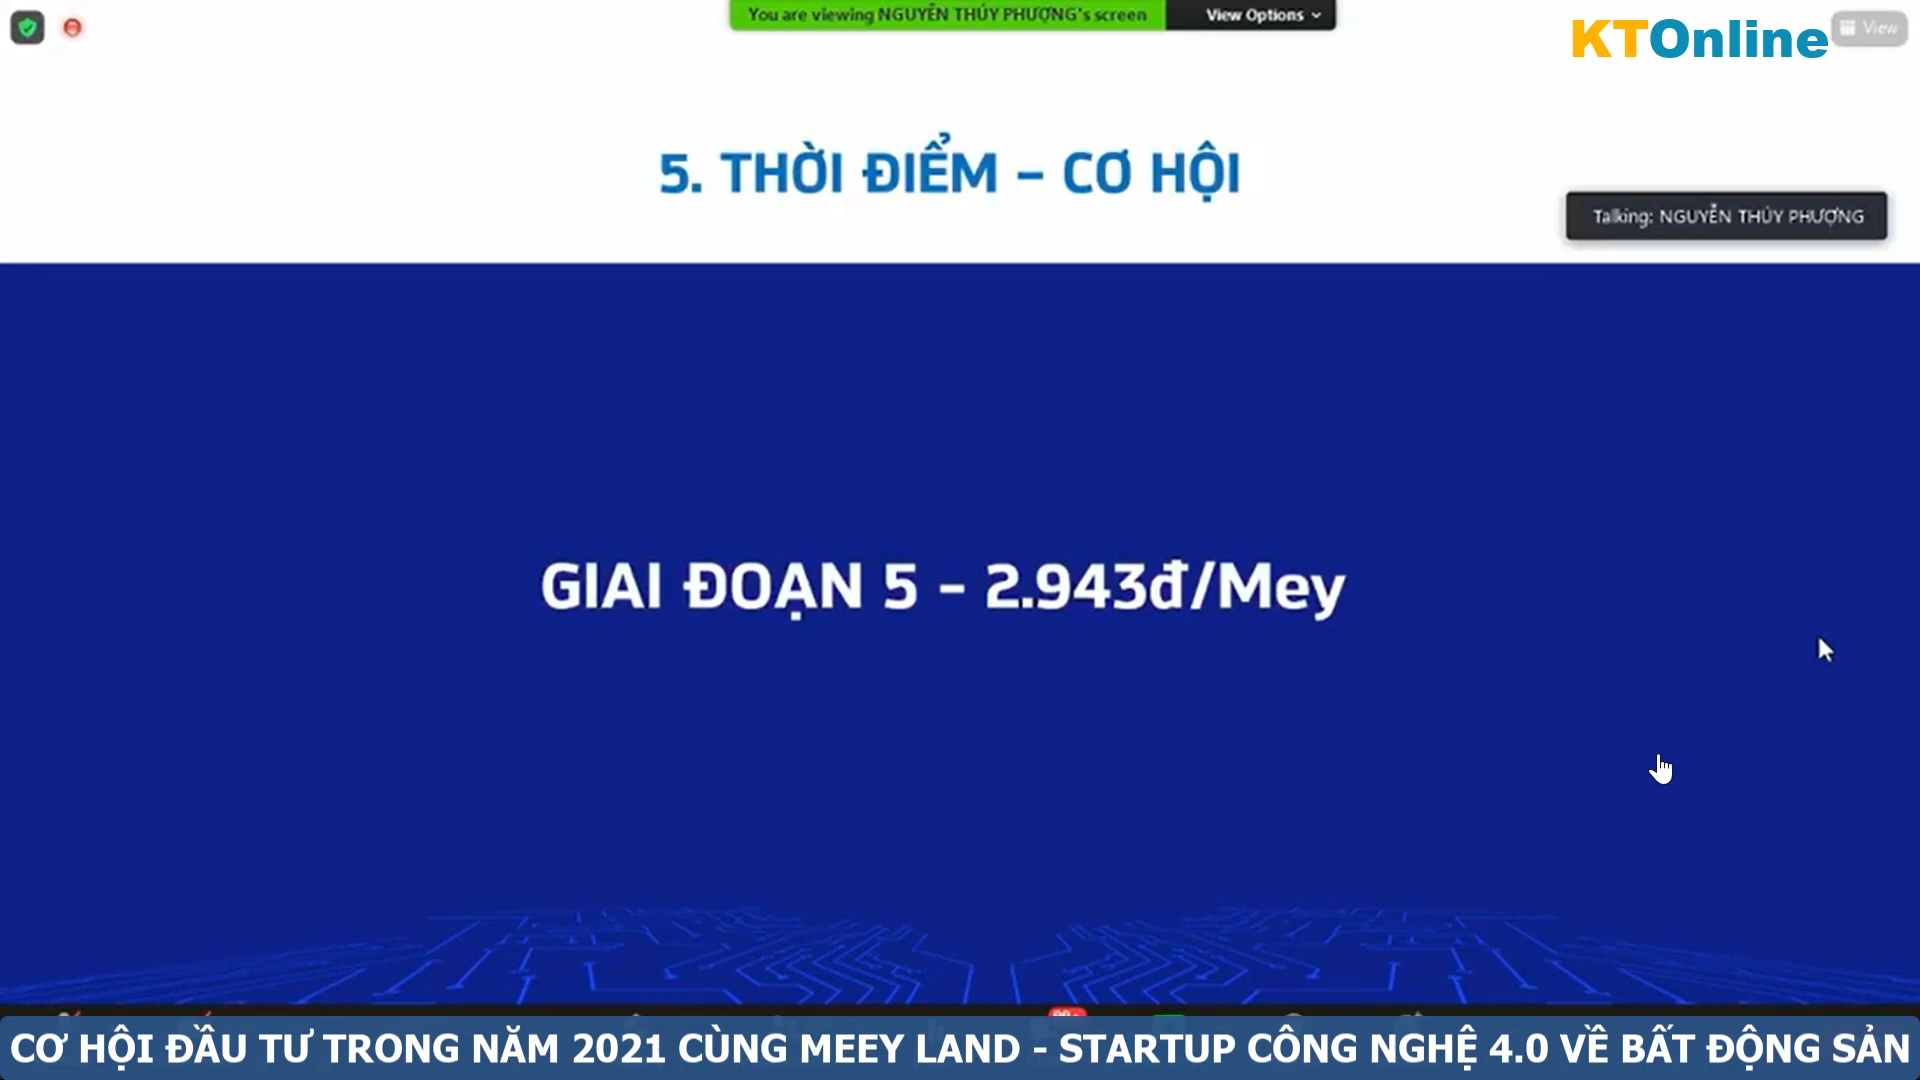 You are viewing NGUYỄN THÚY PHƯỢNG's screen
View Options
KTOnline
View
5. THỜI ĐIỂM – CƠ HỘI
Talking: NGUYỄN THÚY PHƯỢNG
GIAI ĐOẠN 5 – 2.943đ/Mey
CƠ HỘI ĐẦU TƯ TRONG NĂM 2021 CÙNG MEEY LAND - STARTUP CÔNG NGHỆ 4.0 VỀ BẤT ĐỘNG SẢN